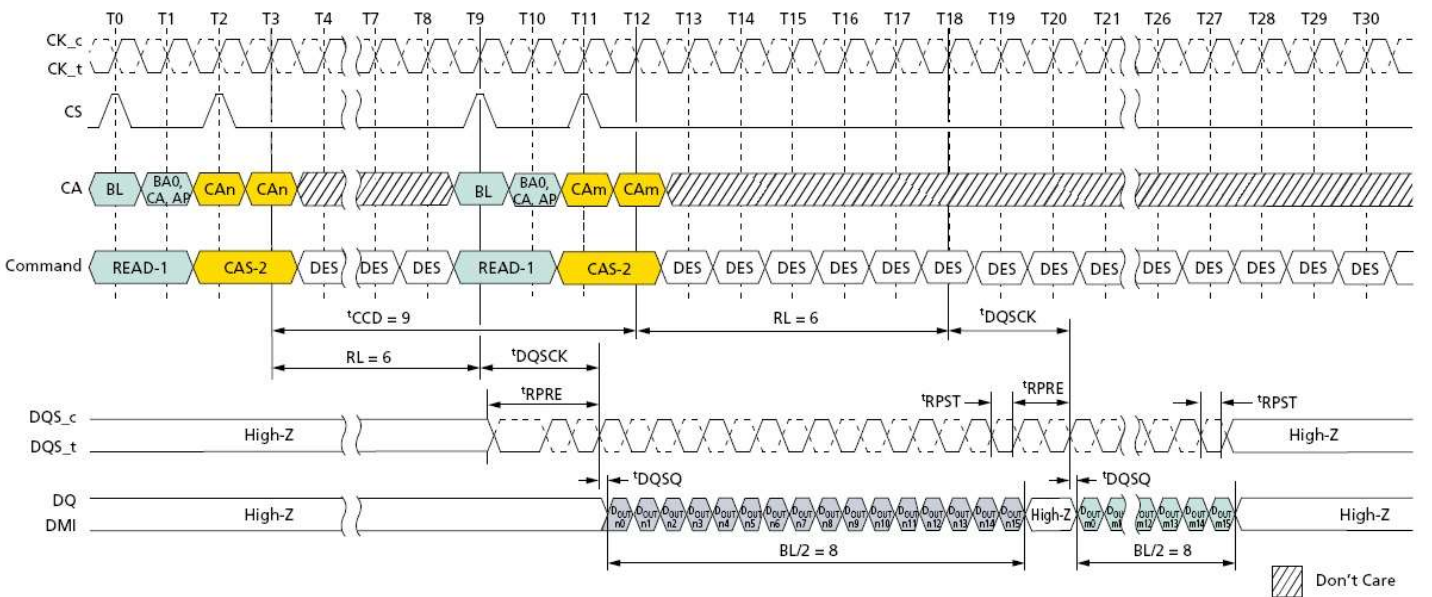 T0 T1 T2 T3 T4 T7 T8 T9 T10 T11 T12 T13 T14 T15 T16 T17 T18 T19 T20 T21 T26 T27 T28 T29 T30
CK_c
CK_t
CS
CA BL BA0, CA, AP CAn CAn BL BA0, CA, AP CAm CAm
Command READ-1 CAS-2 DES DES DES READ-1 CAS-2 DES DES DES DES DES DES DES DES DES DES DES DES DES DES
tCCD = 9 RL = 6 tDQSCK
RL = 6 tDQSCK
tRPRE tRPST tRPRE tRPST
DQS_c
DQS_t High-Z High-Z
tDQSQ tDQSQ
DQ
DMI High-Z DOUT n0 DOUT n1 DOUT n2 DOUT n3 DOUT n4 DOUT n5 DOUT n6 DOUT n7 DOUT n8 DOUT n9 DOUT n10 DOUT n11 DOUT n12 DOUT n13 DOUT n14 DOUT n15 High-Z DOUT m0 DOUT m12 DOUT m13 DOUT m14 DOUT m15 High-Z
BL/2 = 8 BL/2 = 8
Don't Care